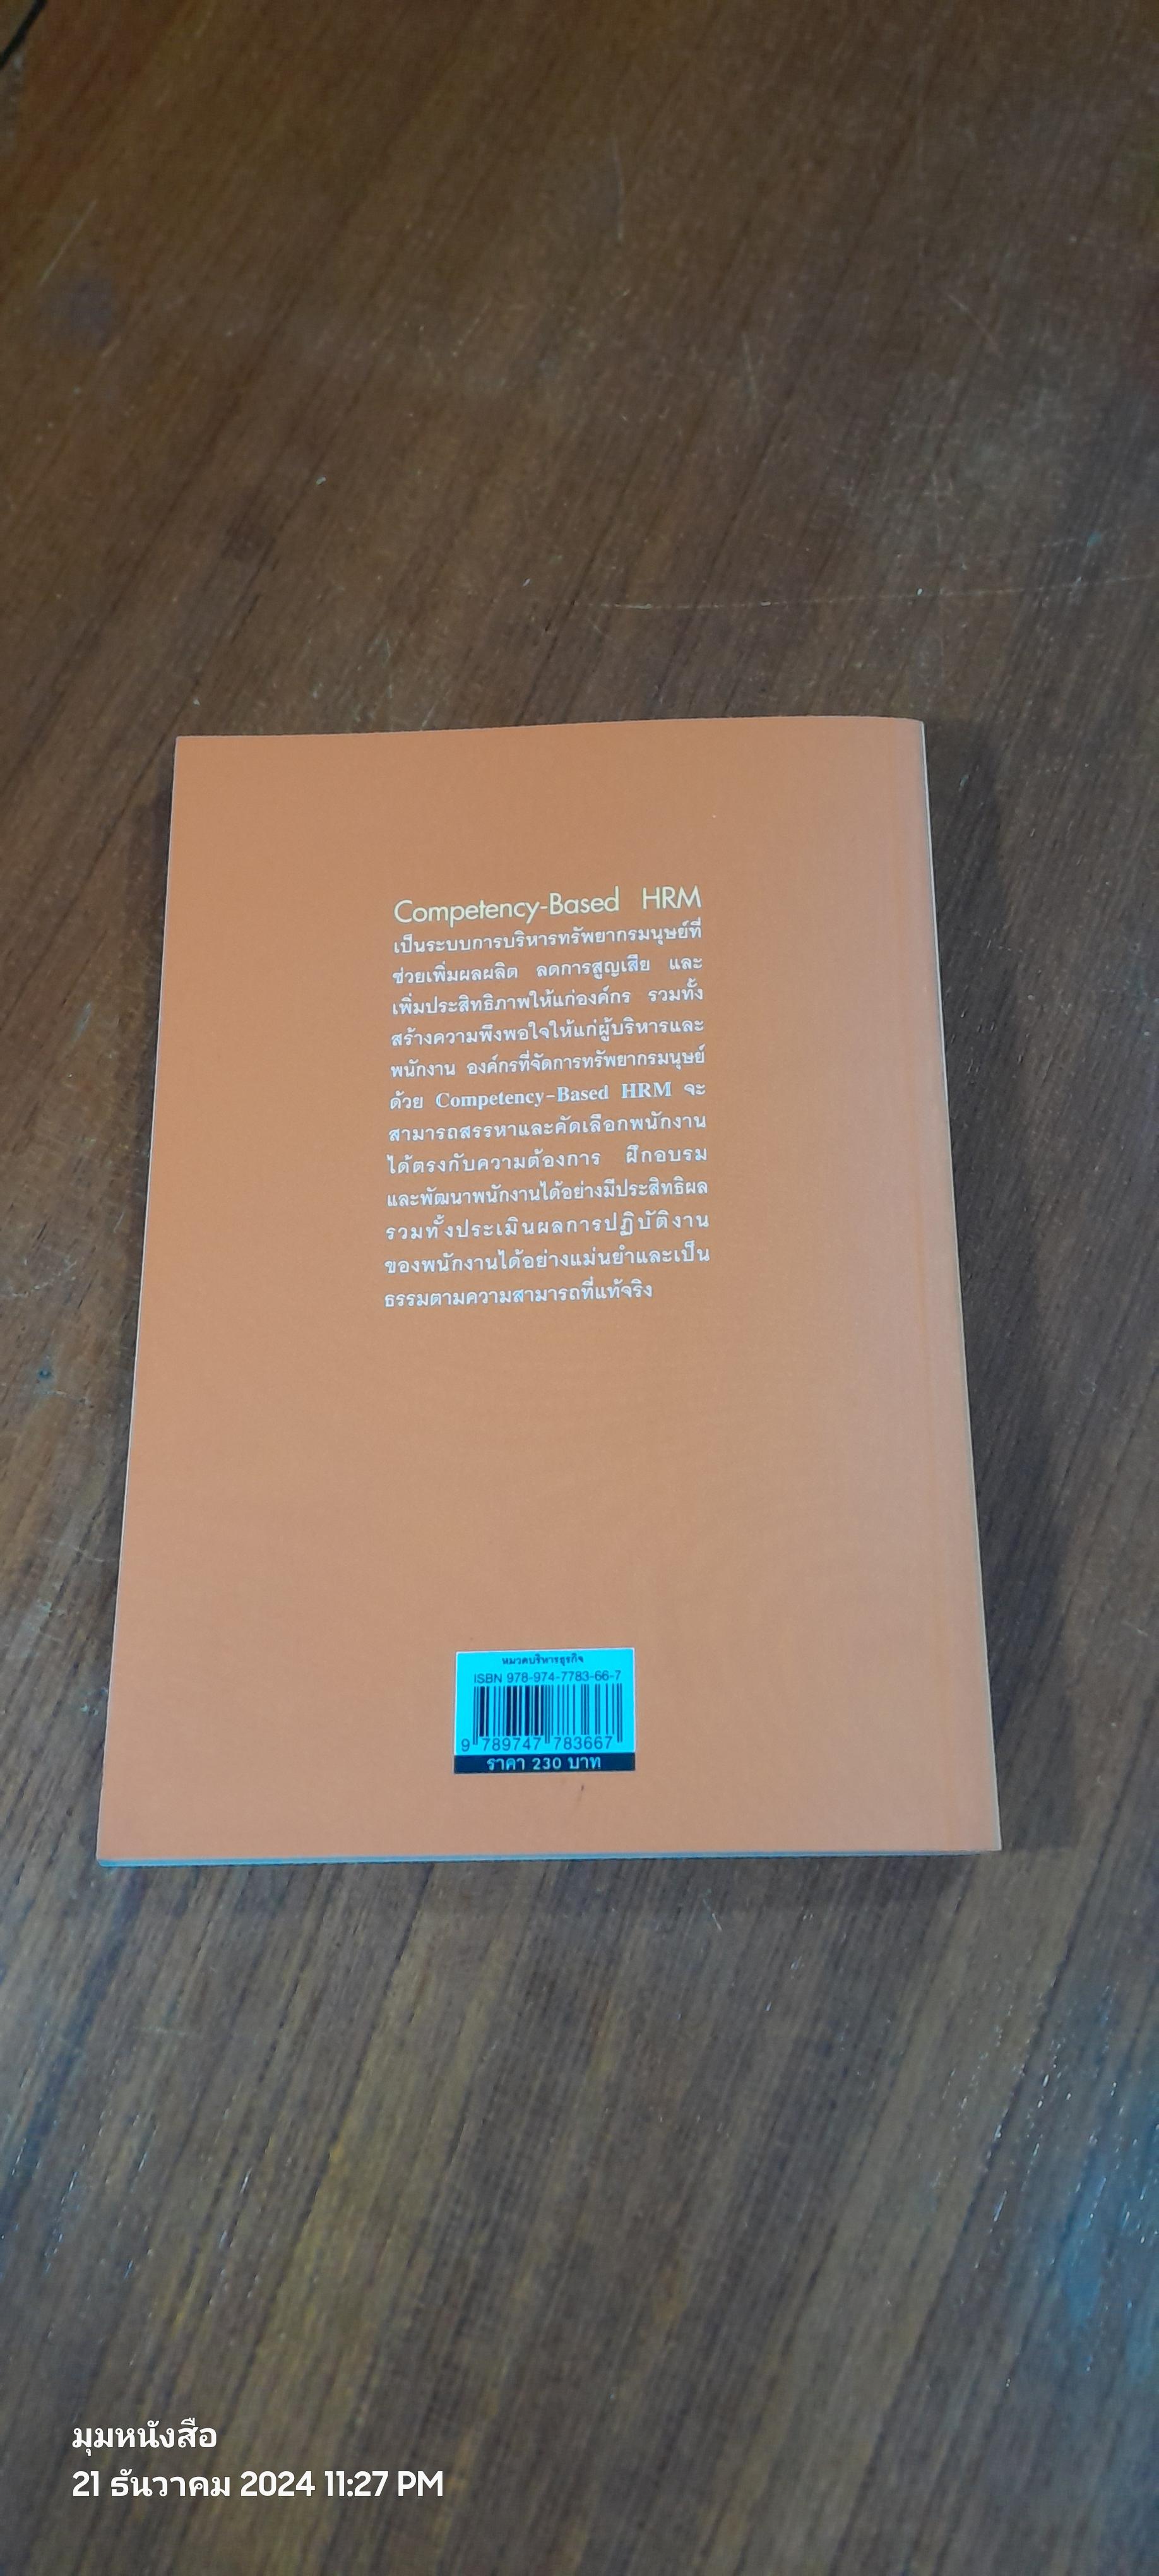 Competency-Based HRM
เป็นระบบการบริหารทรัพยากรมนุษย์ที่
ช่วยเพิ่มผลผลิต ลดการสูญเสีย และ
เพิ่มประสิทธิภาพให้แก่องค์กร รวมทั้ง
สร้างความพึงพอใจให้แก่ผู้บริหารและ
พนักงาน องค์กรที่จัดการทรัพยากรมนุษย์
ด้วย Competency-Based HRM จะ
สามารถสรรหาและคัดเลือกพนักงาน
ได้ตรงกับความต้องการ ฝึกอบรม
และพัฒนาพนักงานได้อย่างมีประสิทธิผล
รวมทั้งประเมินผลการปฏิบัติงาน
ของพนักงานได้อย่างแม่นยำและเป็น
ธรรมตามความสามารถที่แท้จริง
หมวดบริหารธุรกิจ
ISBN 978-974-7783-66-7
9 789747 783667
ราคา 230 บาท
มุมหนังสือ
21 ธันวาคม 2024 11:27 PM